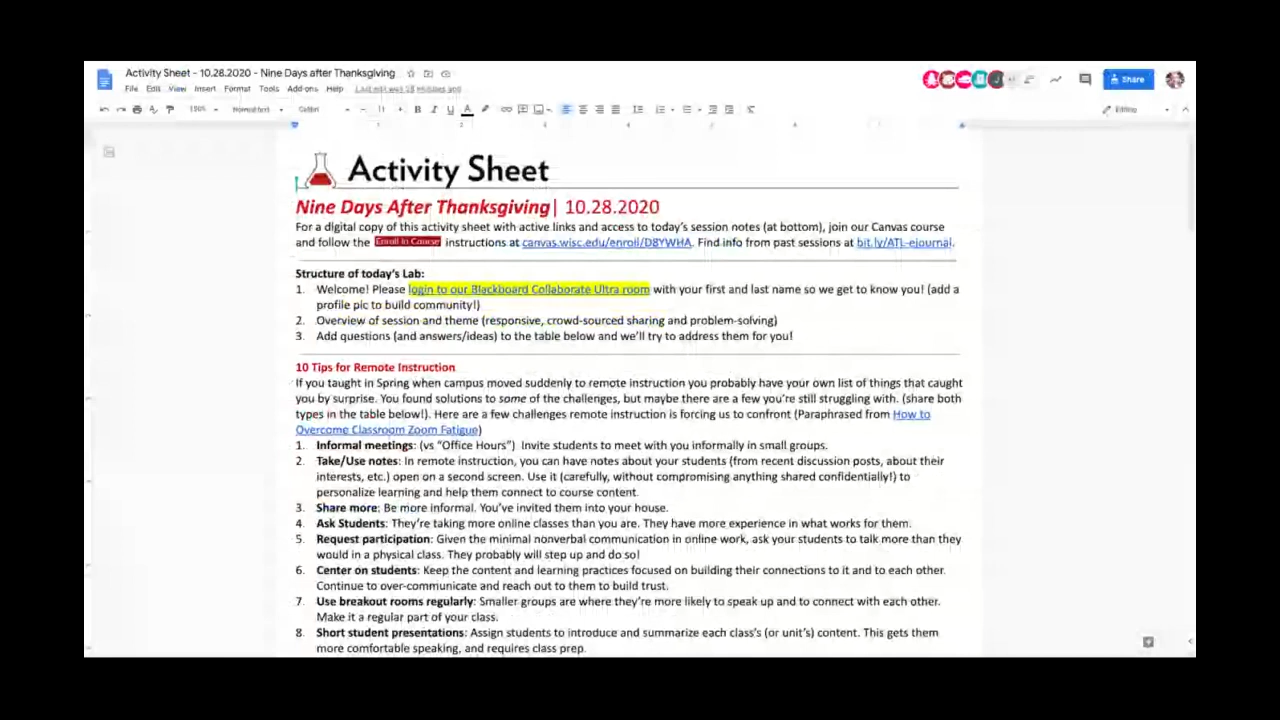 Activity Sheet - 10.28.2020 - Nine Days after Thanksgiving
File Edit View Insert Format Tools Add-ons Help Last edit was 28 minutes ago
Share
100% Normal text Calibri 11 B I U A Editing
Activity Sheet
Nine Days After Thanksgiving| 10.28.2020
For a digital copy of this activity sheet with active links and access to today's session notes (at bottom), join our Canvas course
and follow the Enroll in Course instructions at canvas.wisc.edu/enroll/D8YWHA. Find info from past sessions at bit.ly/ATL-ejournal.
Structure of today's Lab:
1. Welcome! Please login to our Blackboard Collaborate Ultra room with your first and last name so we get to know you! (add a
profile pic to build community!)
2. Overview of session and theme (responsive, crowd-sourced sharing and problem-solving)
3. Add questions (and answers/ideas) to the table below and we'll try to address them for you!
10 Tips for Remote Instruction
If you taught in Spring when campus moved suddenly to remote instruction you probably have your own list of things that caught
you by surprise. You found solutions to some of the challenges, but maybe there are a few you're still struggling with. (share both
types in the table below!). Here are a few challenges remote instruction is forcing us to confront (Paraphrased from How to
Overcome Classroom Zoom Fatigue)
1. Informal meetings: (vs "Office Hours") Invite students to meet with you informally in small groups.
2. Take/Use notes: In remote instruction, you can have notes about your students (from recent discussion posts, about their
interests, etc.) open on a second screen. Use it (carefully, without compromising anything shared confidentially!) to
personalize learning and help them connect to course content.
3. Share more: Be more informal. You've invited them into your house.
4. Ask Students: They're taking more online classes than you are. They have more experience in what works for them.
5. Request participation: Given the minimal nonverbal communication in online work, ask your students to talk more than they
would in a physical class. They probably will step up and do so!
6. Center on students: Keep the content and learning practices focused on building their connections to it and to each other.
Continue to over-communicate and reach out to them to build trust.
7. Use breakout rooms regularly: Smaller groups are where they're more likely to speak up and to connect with each other.
Make it a regular part of your class.
8. Short student presentations: Assign students to introduce and summarize each class's (or unit's) content. This gets them
more comfortable speaking, and requires class prep.